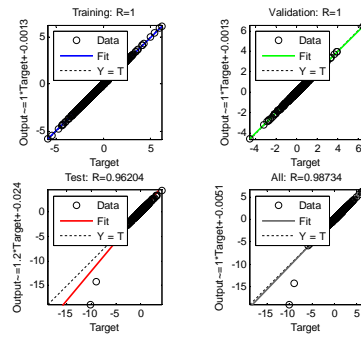 Training: R=1
Output~=1*Target+-0.0013
5
0
-5
Data
Fit
Y = T
-5
0
5
Target
Validation: R=1
Output~=1*Target+-0.0013
6
4
2
0
-2
-4
Data
Fit
Y = T
-4
-2
0
2
4
6
Target
Test: R=0.96204
Output~=1.2*Target+-0.024
0
-5
-10
-15
Data
Fit
Y = T
-15
-10
-5
0
Target
All: R=0.98734
Output~=1*Target+-0.0051
5
0
-5
-10
-15
Data
Fit
Y = T
-15
-10
-5
0
5
Target